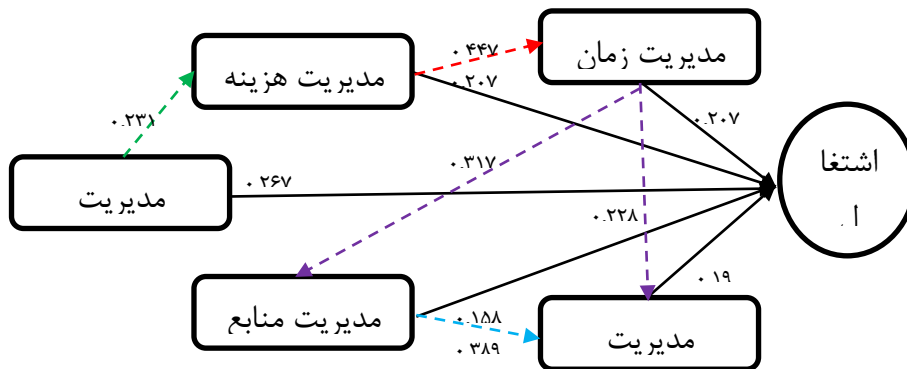 مدیریت زمان
۰.۴۴۷
مدیریت هزینه
۰.۲۰۷
۰.۲۰۷
۰.۲۳۱
اشتغا
ل
۰.۳۱۷
۰.۲۶۷
مدیریت
۰.۲۲۸
۰.۱۹
مدیریت منابع
۰.۱۵۸
۰.۳۸۹
مدیریت